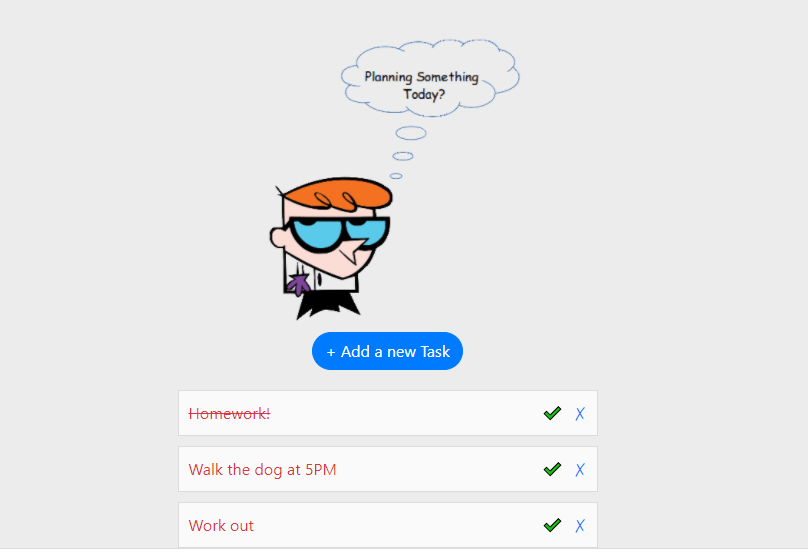 Planning Something
Today?
+ Add a new Task
Homework!
Walk the dog at 5PM
Work out